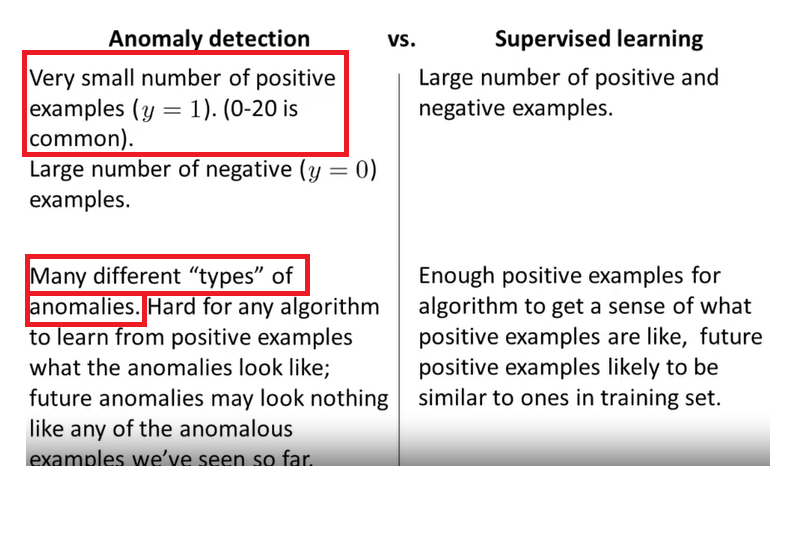 Anomaly detection vs. Supervised learning
Very small number of positive
examples (y = 1). (0-20 is
common).
Large number of negative (y = 0)
examples.
Many different “types” of
anomalies. Hard for any algorithm
to learn from positive examples
what the anomalies look like;
future anomalies may look nothing
like any of the anomalous
examples we’ve seen so far.
Large number of positive and
negative examples.
Enough positive examples for
algorithm to get a sense of what
positive examples are like, future
positive examples likely to be
similar to ones in training set.